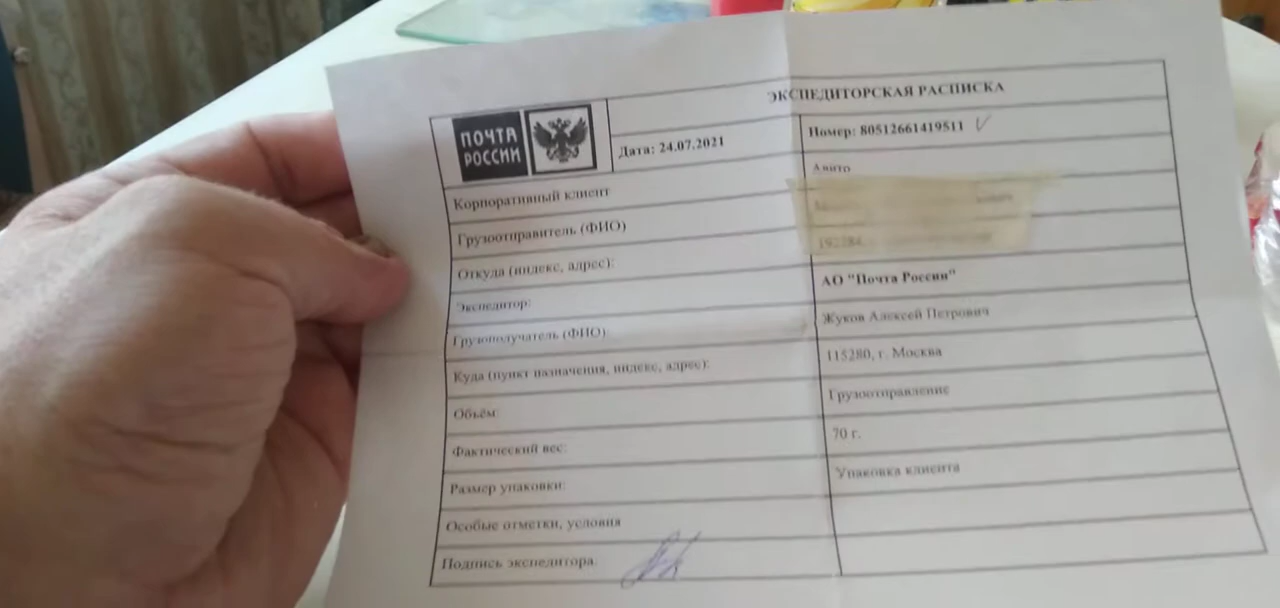 ПОЧТА
РОССИИ
ЭКСПЕДИТОРСКАЯ РАСПИСКА
Дата: 24.07.2021
Номер: 80512661419511
Корпоративный клиент
Авито
Грузоотправитель (ФИО)
Откуда (индекс, адрес):
Экспедитор:
АО "Почта России"
Грузополучатель (ФИО):
Жуков Алексей Петрович
Куда (пункт назначения, индекс, адрес):
115280, г. Москва
Объём:
Грузоотправление
Фактический вес:
70 г.
Размер упаковки:
Упаковка клиента
Особые отметки, условия
Подпись экспедитора: